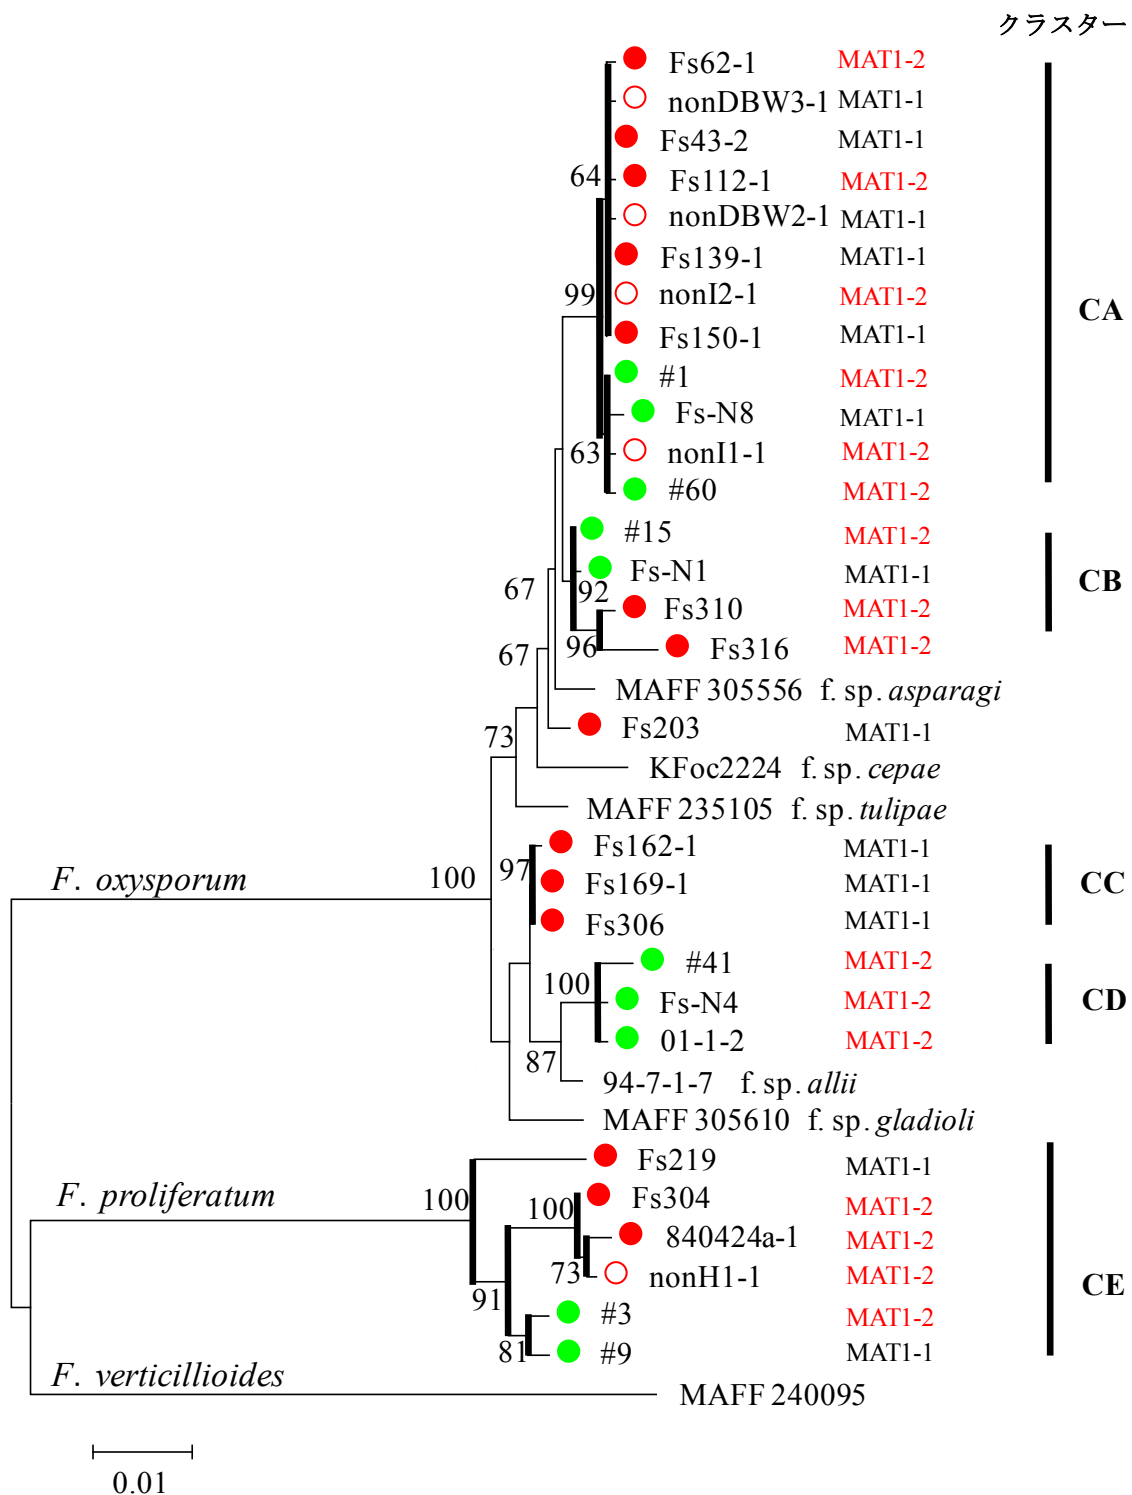 クラスター
Fs62-1 MAT1-2
nonDBW3-1 MAT1-1
Fs43-2 MAT1-1
64 Fs112-1 MAT1-2
nonDBW2-1 MAT1-1
Fs139-1 MAT1-1
99 nonI2-1 MAT1-2 CA
Fs150-1 MAT1-1
#1 MAT1-2
Fs-N8 MAT1-1
63 nonI1-1 MAT1-2
#60 MAT1-2
#15 MAT1-2
67 92 Fs-N1 MAT1-1 CB
Fs310 MAT1-2
67 96 Fs316 MAT1-2
MAFF 305556 f. sp. asparagi
73 Fs203 MAT1-1
KFoc2224 f. sp. cepae
MAFF 235105 f. sp. tulipae
Fs162-1 MAT1-1
F. oxysporum 100 97 Fs169-1 MAT1-1 CC
Fs306 MAT1-1
#41 MAT1-2
100 Fs-N4 MAT1-2 CD
01-1-2 MAT1-2
87 94-7-1-7 f. sp. allii
MAFF 305610 f. sp. gladioli
Fs219 MAT1-1
F. proliferatum 100 100 Fs304 MAT1-2
840424a-1 MAT1-2
73 nonH1-1 MAT1-2 CE
91 #3 MAT1-2
81 #9 MAT1-1
F. verticillioides
MAFF 240095
0.01